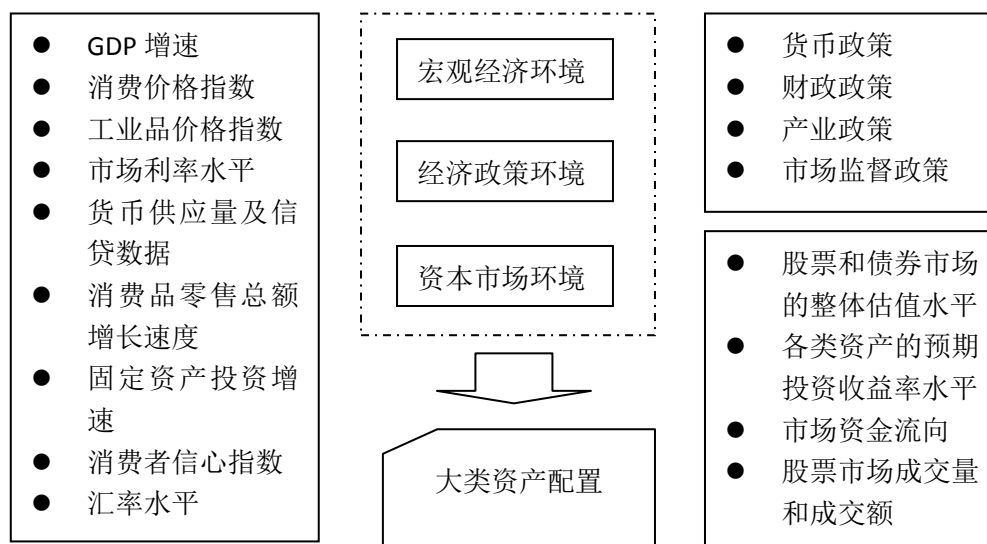 ● GDP 增速
● 消费价格指数
● 工业品价格指数
● 市场利率水平
● 货币供应量及信
贷数据
● 消费品零售总额
增长速度
● 固定资产投资增
速
● 消费者信心指数
● 汇率水平
宏观经济环境
经济政策环境
资本市场环境
大类资产配置
● 货币政策
● 财政政策
● 产业政策
● 市场监督政策
● 股票和债券市场
的整体估值水平
● 各类资产的预期
投资收益率水平
● 市场资金流向
● 股票市场成交量
和成交额